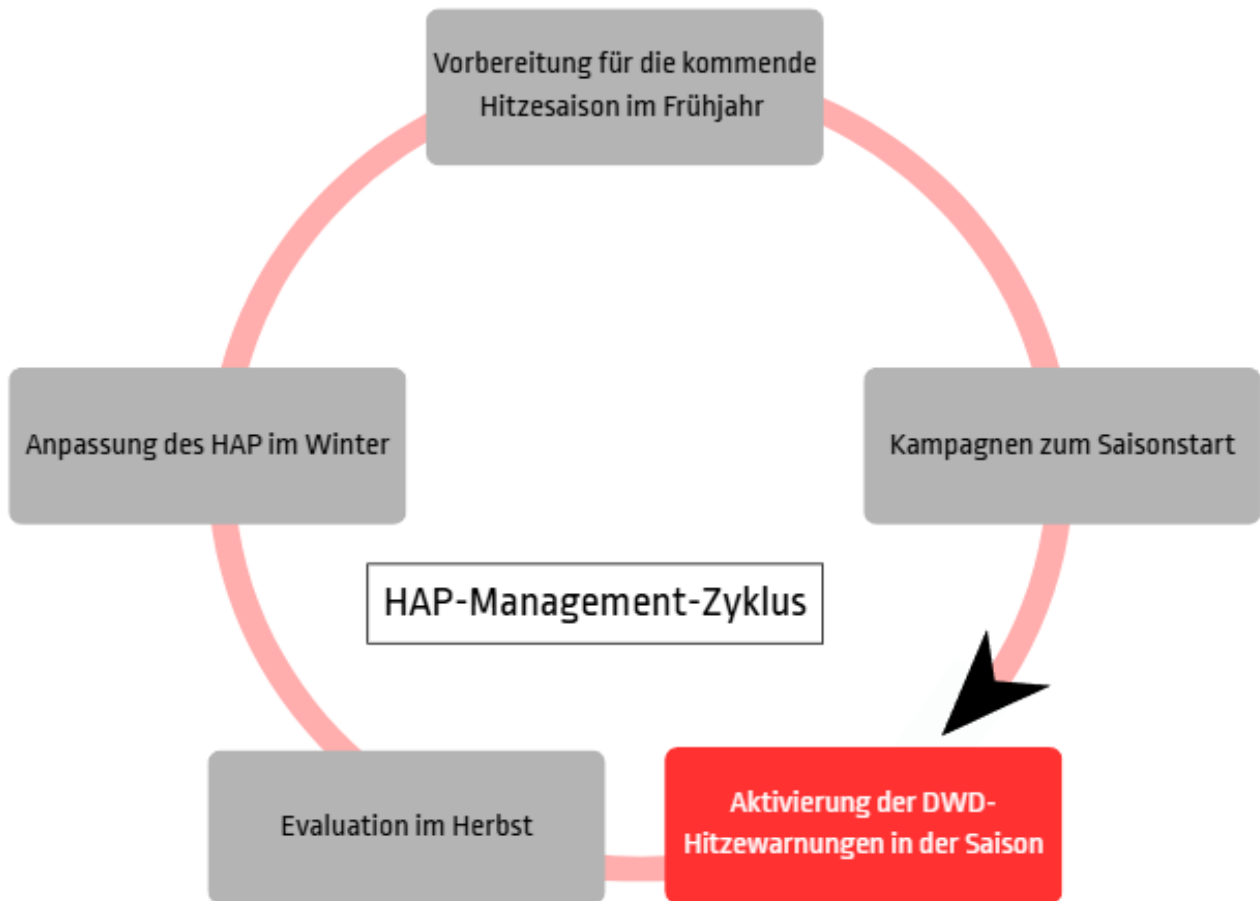 Vorbereitung für die kommende
Hitzesaison im Frühjahr
Anpassung des HAP im Winter
Kampagnen zum Saisonstart
HAP-Management-Zyklus
Evaluation im Herbst
Aktivierung der DWD-
Hitzewarnungen in der Saison